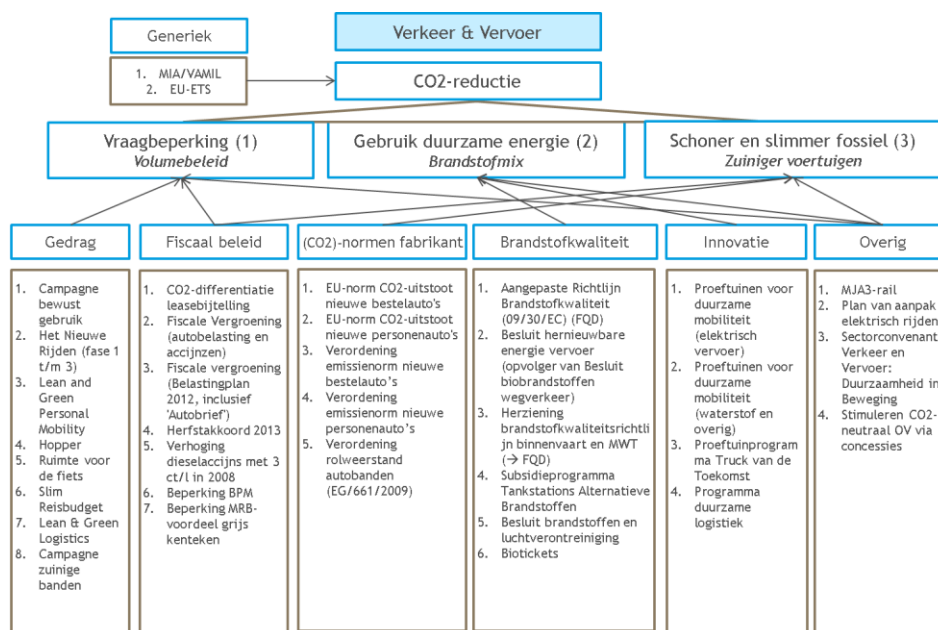 Generiek
Verkeer & Vervoer
1. MIA/VAMIL
2. EU-ETS
CO2-reductie
Vraagbeperking (1)
Volumebeleid
Gebruik duurzame energie (2)
Brandstofmix
Schoner en slimmer fossiel (3)
Zuiniger voertuigen
Gedrag
Fiscaal beleid
(CO2)-normen fabrikant
Brandstofkwaliteit
Innovatie
Overig
1. Campagne
bewust
gebruik
2. Het Nieuwe
Rijden (fase 1
t/m 3)
3. Lean and
Green
Personal
Mobility
4. Hopper
5. Ruimte voor
de fiets
6. Slim
Reisbudget
7. Lean & Green
Logistics
8. Campagne
zuinige
banden
1. CO2-differentiatie
leasebijtelling
2. Fiscale Vergroening
(autobelasting en
accijnzen)
3. Fiscale vergroening
(Belastingplan
2012, inclusief
'Autobrief')
4. Herfstakkoord 2013
5. Verhoging
dieselaccijns met 3
ct/l in 2008
6. Beperking BPM
7. Beperking MRB-
voordeel grijs
kenteken
1. EU-norm CO2-uitstoot
nieuwe bestelauto's
2. EU-norm CO2-uitstoot
nieuwe personenauto's
3. Verordening
emissienorm nieuwe
bestelauto's
4. Verordening
emissienorm nieuwe
personenauto's
5. Verordening
rolweerstand
autobanden
(EG/661/2009)
1. Aangepaste Richtlijn
Brandstofkwaliteit
(09/30/EC) (FQD)
2. Besluit hernieuwbare
energie vervoer
(opvolger van Besluit
biobrandstoffen
wegverkeer)
3. Herziening
brandstofkwaliteitsrichtli
jn binnenvaart en MWT
(→ FQD)
4. Subsidieprogramma
Tankstations Alternatieve
Brandstoffen
5. Besluit brandstoffen en
luchtverontreiniging
6. Biotickets
1. Proeftuinen voor
duurzame
mobiliteit
(elektrisch
vervoer)
2. Proeftuinen voor
duurzame
mobiliteit
(waterstof en
overig)
3. Proeftuinprogram
ma Truck van de
Toekomst
4. Programma
duurzame
logistiek
1. MJA3-rail
2. Plan van aanpak
elektrisch rijden
3. Sectorconvenant
Verkeer en
Vervoer:
Duurzaamheid in
Beweging
4. Stimuleren CO2-
neutraal OV via
concessies